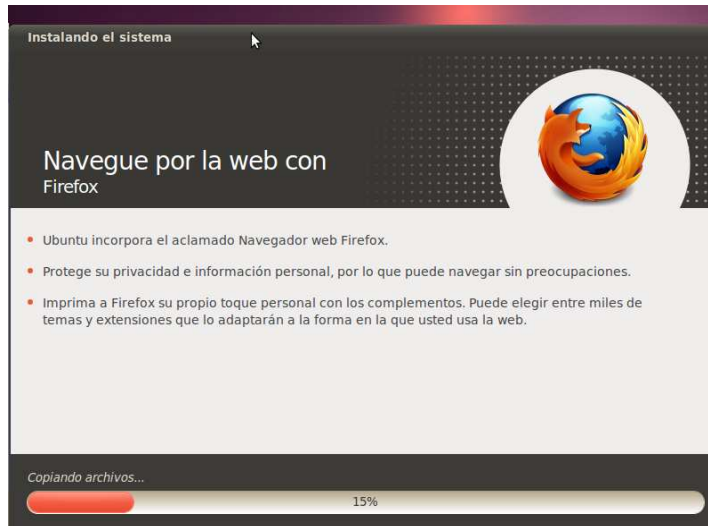 Instalando el sistema
Navegue por la web con
Firefox
Ubuntu incorpora el aclamado Navegador web Firefox.
Protege su privacidad e información personal, por lo que puede navegar sin preocupaciones.
Imprima a Firefox su propio toque personal con los complementos. Puede elegir entre miles de
temas y extensiones que lo adaptarán a la forma en la que usted usa la web.
Copiando archivos...
15%